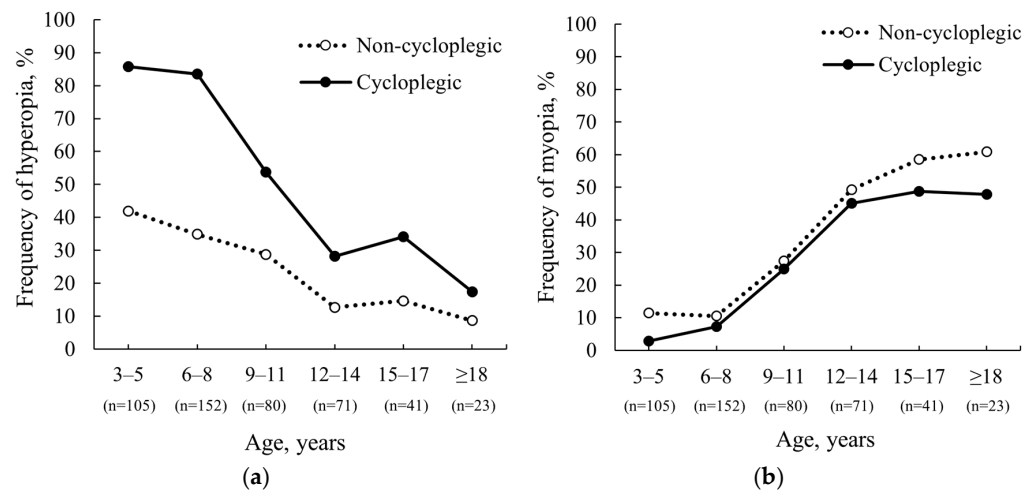 (a)
Frequency of hyperopia, %
100
90
80
70
60
50
40
30
20
10
0
Non-cycloplegic
Cycloplegic
3–5 6–8 9–11 12–14 15–17 ≥18
(n=105) (n=152) (n=80) (n=71) (n=41) (n=23)
Age, years
Frequency of myopia, %
100
90
80
70
60
50
40
30
20
10
0
Non-cycloplegic
Cycloplegic
3–5 6–8 9–11 12–14 15–17 ≥18
(n=105) (n=152) (n=80) (n=71) (n=41) (n=23)
Age, years
(b)